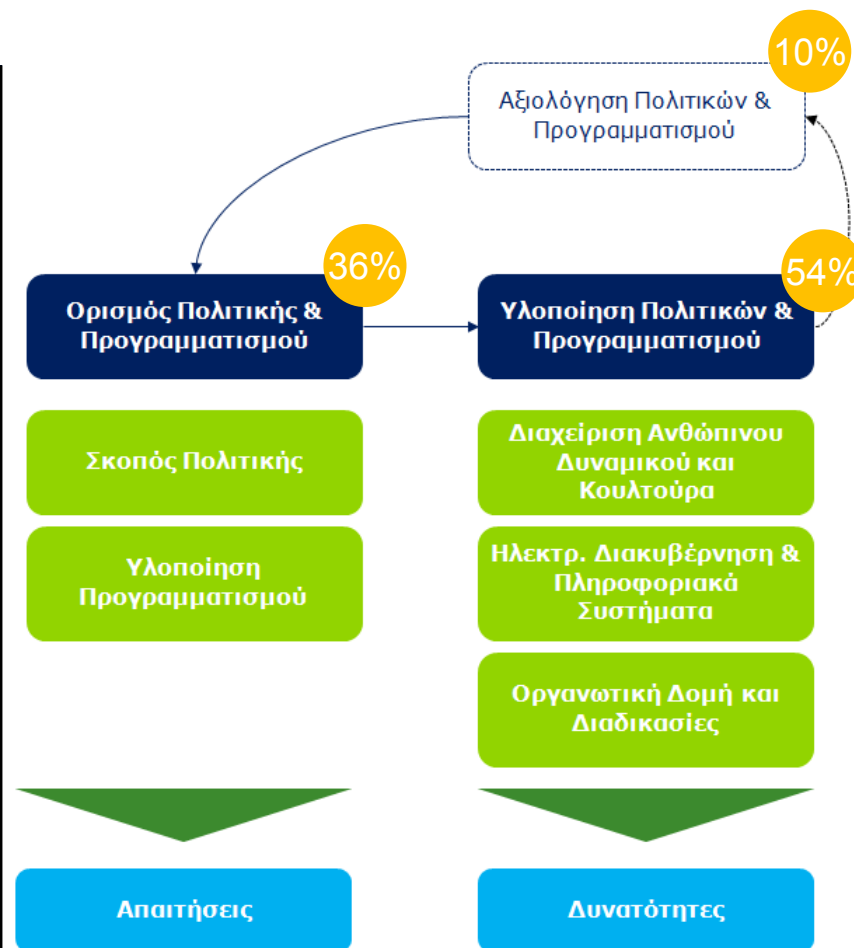 10%
Αξιολόγηση Πολιτικών &
Προγραμματισμού
36%
Ορισμός Πολιτικής &
Προγραμματισμού
54%
Υλοποίηση Πολιτικών &
Προγραμματισμού
Σκοπός Πολιτικής
Υλοποίηση
Προγραμματισμού
Διαχείριση Ανθώπινου
Δυναμικού και
Κουλτούρα
Ηλεκτρ. Διακυβέρνηση &
Πληροφοριακά
Συστήματα
Οργανωτική Δομή και
Διαδικασίες
Απαιτήσεις
Δυνατότητες